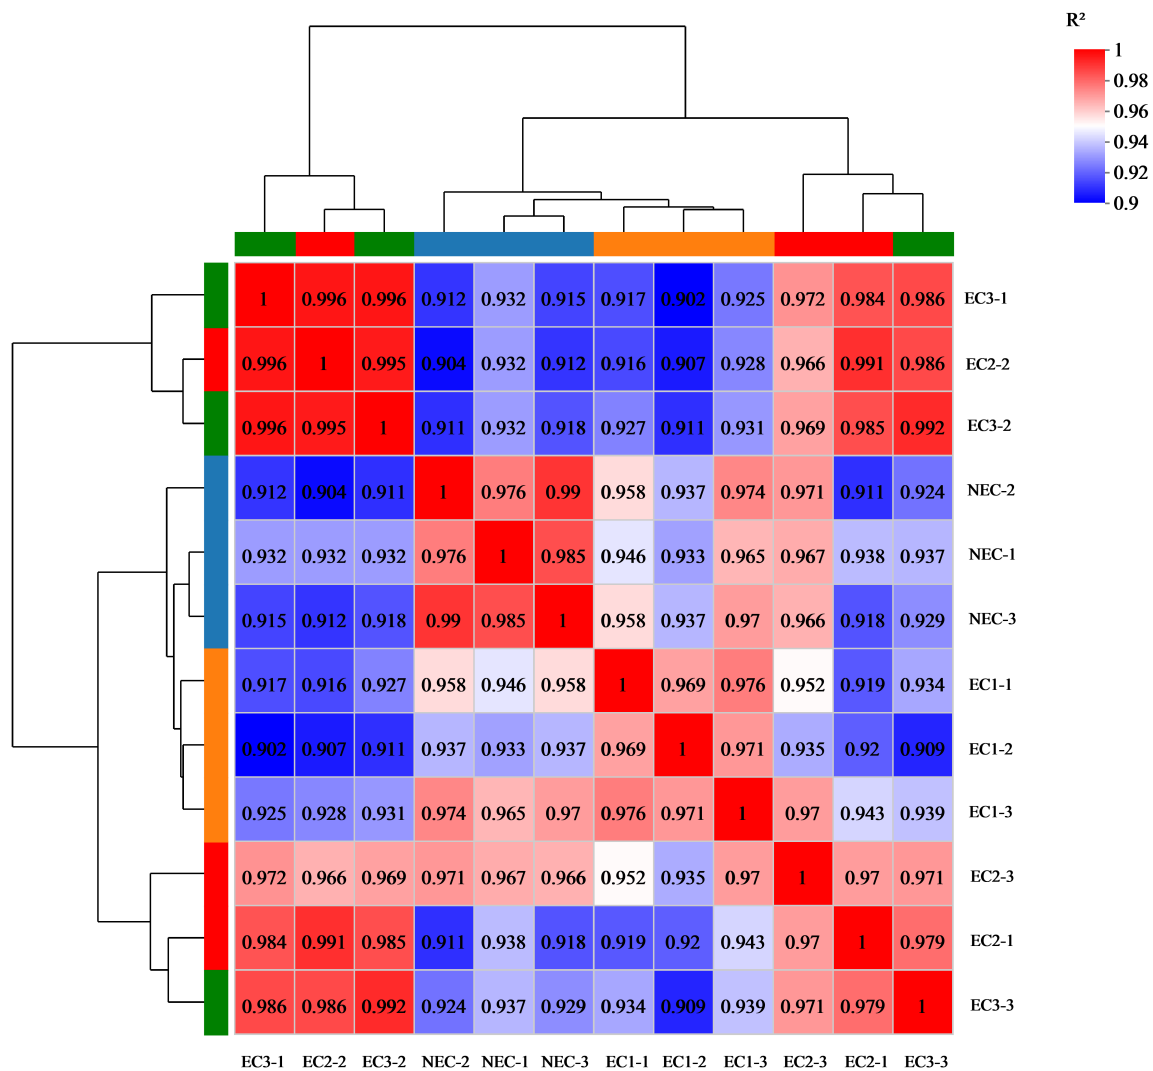 R²
1
0.98
0.96
0.94
0.92
0.9
1 0.996 0.996 0.912 0.932 0.915 0.917 0.902 0.925 0.972 0.984 0.986 EC3-1
0.996 1 0.995 0.904 0.932 0.912 0.916 0.907 0.928 0.966 0.991 0.986 EC2-2
0.996 0.995 1 0.911 0.932 0.918 0.927 0.911 0.931 0.969 0.985 0.992 EC3-2
0.912 0.904 0.911 1 0.976 0.99 0.958 0.937 0.974 0.971 0.911 0.924 NEC-2
0.932 0.932 0.932 0.976 1 0.985 0.946 0.933 0.965 0.967 0.938 0.937 NEC-1
0.915 0.912 0.918 0.99 0.985 1 0.958 0.937 0.97 0.966 0.918 0.929 NEC-3
0.917 0.916 0.927 0.958 0.946 0.958 1 0.969 0.976 0.952 0.919 0.934 EC1-1
0.902 0.907 0.911 0.937 0.933 0.937 0.969 1 0.971 0.935 0.92 0.909 EC1-2
0.925 0.928 0.931 0.974 0.965 0.97 0.976 0.971 1 0.97 0.943 0.939 EC1-3
0.972 0.966 0.969 0.971 0.967 0.966 0.952 0.935 0.97 1 0.97 0.971 EC2-3
0.984 0.991 0.985 0.911 0.938 0.918 0.919 0.92 0.943 0.97 1 0.979 EC2-1
0.986 0.986 0.992 0.924 0.937 0.929 0.934 0.909 0.939 0.971 0.979 1 EC3-3
EC3-1 EC2-2 EC3-2 NEC-2 NEC-1 NEC-3 EC1-1 EC1-2 EC1-3 EC2-3 EC2-1 EC3-3